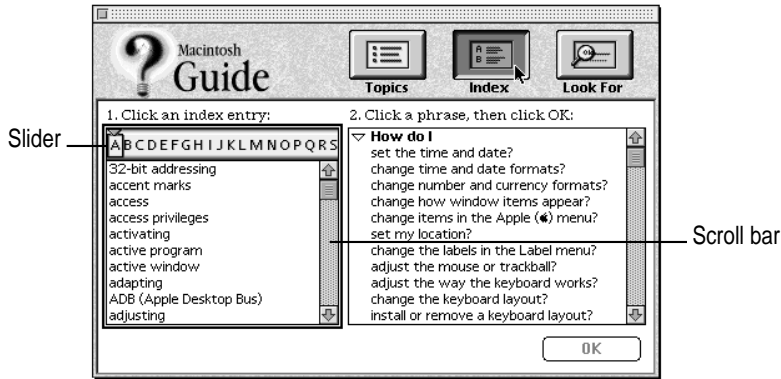 Macintosh
Guide
Topics
A
B
Index
Look For
1. Click an index entry:
2. Click a phrase, then click OK:
Slider
A B C D E F G H I J K L M N O P Q R S
32-bit addressing
accent marks
access
access privileges
activating
active program
active window
adapting
ADB (Apple Desktop Bus)
adjusting
How do I
set the time and date?
change time and date formats?
change number and currency formats?
change how window items appear?
change items in the Apple () menu?
set my location?
change the labels in the Label menu?
adjust the mouse or trackball?
adjust the way the keyboard works?
change the keyboard layout?
install or remove a keyboard layout?
Scroll bar
OK